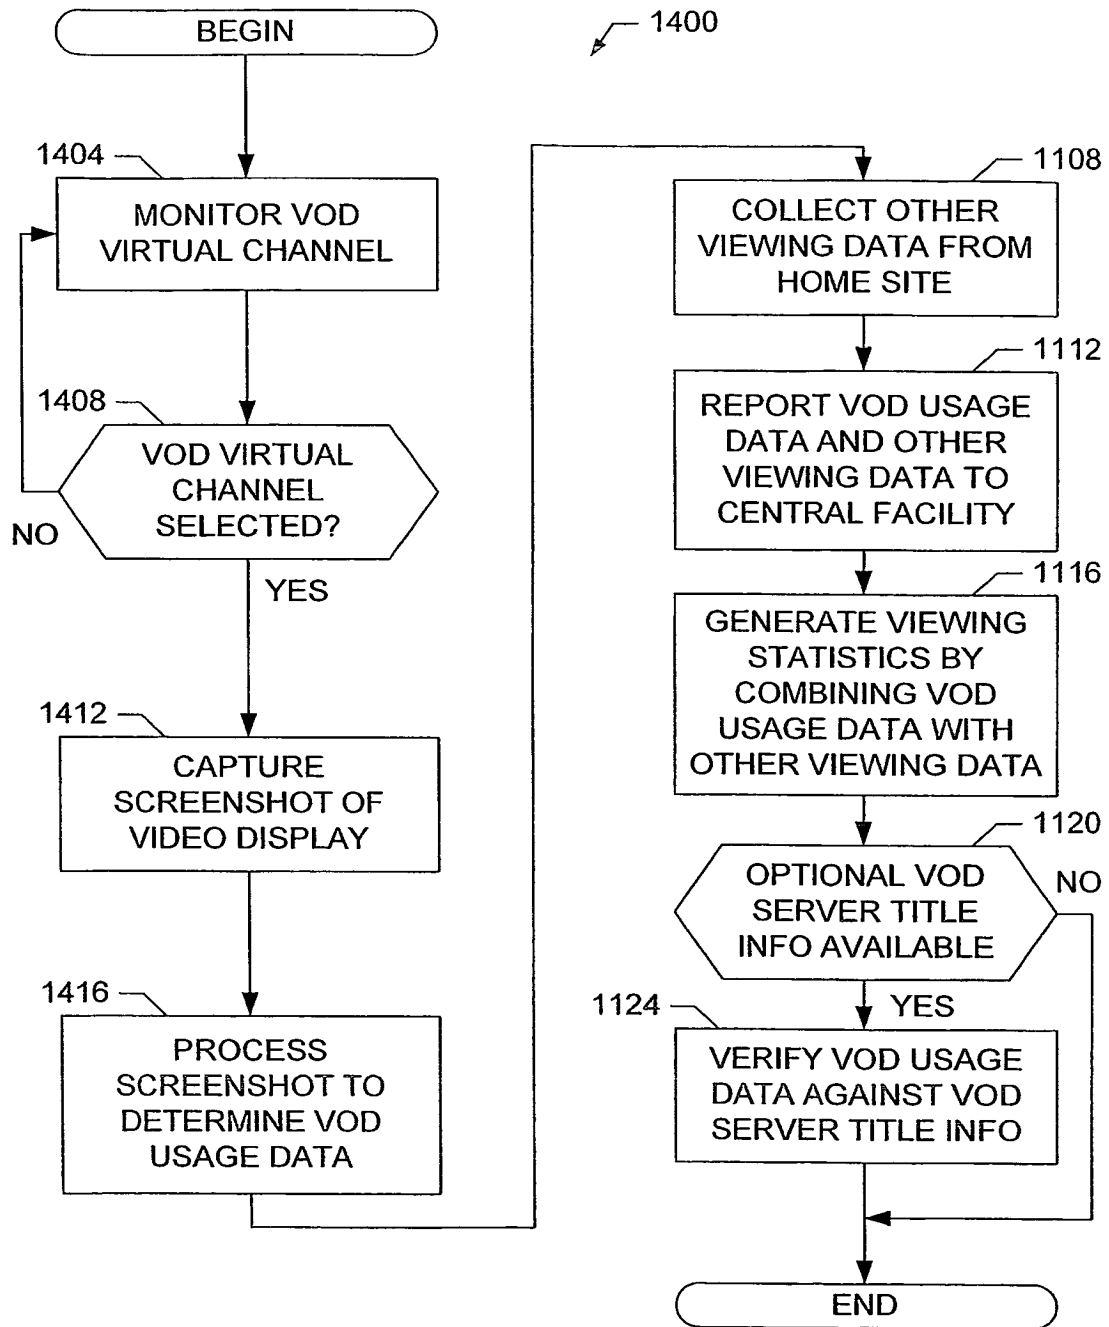 BEGIN
1400
1404
MONITOR VOD
VIRTUAL CHANNEL
1408
VOD VIRTUAL
CHANNEL
SELECTED?
NO
YES
1412
CAPTURE
SCREENSHOT OF
VIDEO DISPLAY
1416
PROCESS
SCREENSHOT TO
DETERMINE VOD
USAGE DATA
1108
COLLECT OTHER
VIEWING DATA FROM
HOME SITE
1112
REPORT VOD USAGE
DATA AND OTHER
VIEWING DATA TO
CENTRAL FACILITY
1116
GENERATE VIEWING
STATISTICS BY
COMBINING VOD
USAGE DATA WITH
OTHER VIEWING DATA
1120
OPTIONAL VOD
SERVER TITLE
INFO AVAILABLE
NO
YES
1124
VERIFY VOD USAGE
DATA AGAINST VOD
SERVER TITLE INFO
END